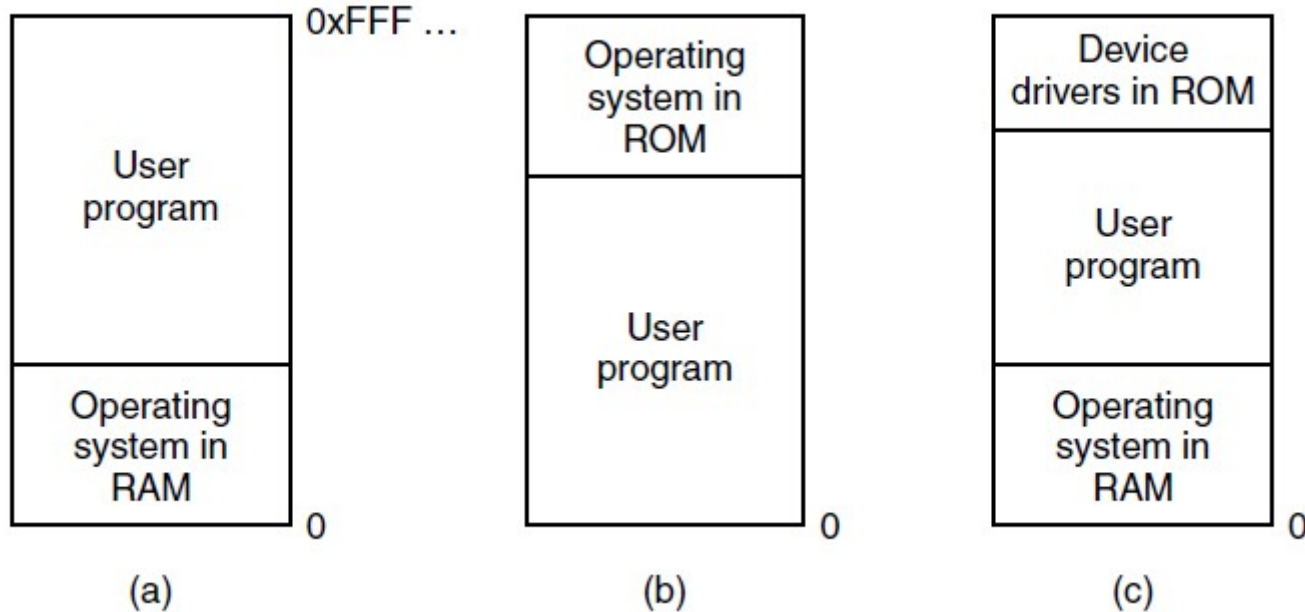 0xFFF …
User
program
Operating
system in
RAM
0
(a)
Operating
system in
ROM
User
program
0
(b)
Device
drivers in ROM
User
program
Operating
system in
RAM
0
(c)